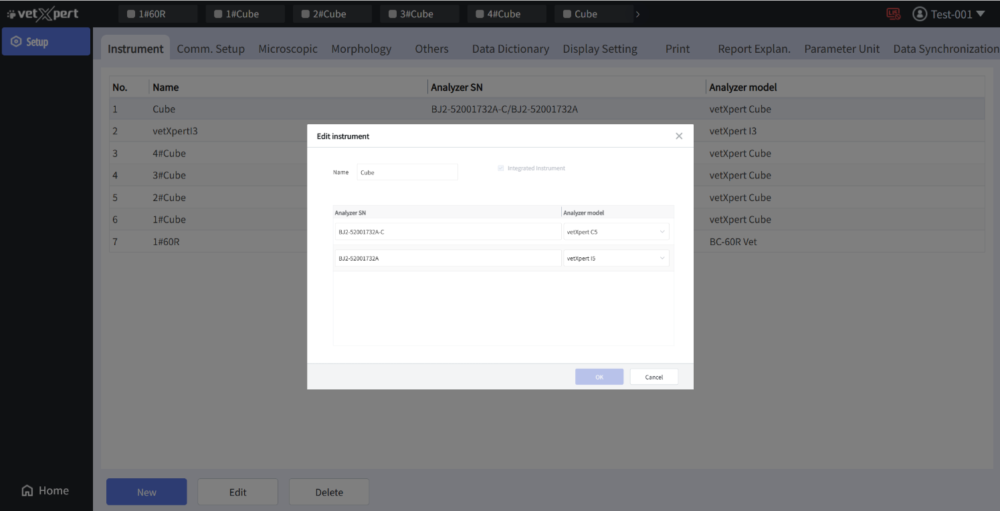 vetXpert 1#60R 1#Cube 2#Cube 3#Cube 4#Cube Cube LIS Test-001
Setup
Instrument Comm. Setup Microscopic Morphology Others Data Dictionary Display Setting Print Report Explan. Parameter Unit Data Synchronization
No. Name Analyzer SN Analyzer model
1 Cube BJ2-52001732A-C/BJ2-52001732A vetXpert Cube
2 vetXpertI3 vetXpert I3
3 4#Cube vetXpert Cube
4 3#Cube vetXpert Cube
5 2#Cube vetXpert Cube
6 1#Cube vetXpert Cube
7 1#60R BC-60R Vet
Edit instrument
Name Cube Integrated Instrument
Analyzer SN Analyzer model
BJ2-52001732A-C vetXpert C5
BJ2-52001732A vetXpert I5
OK Cancel
Home
New Edit Delete